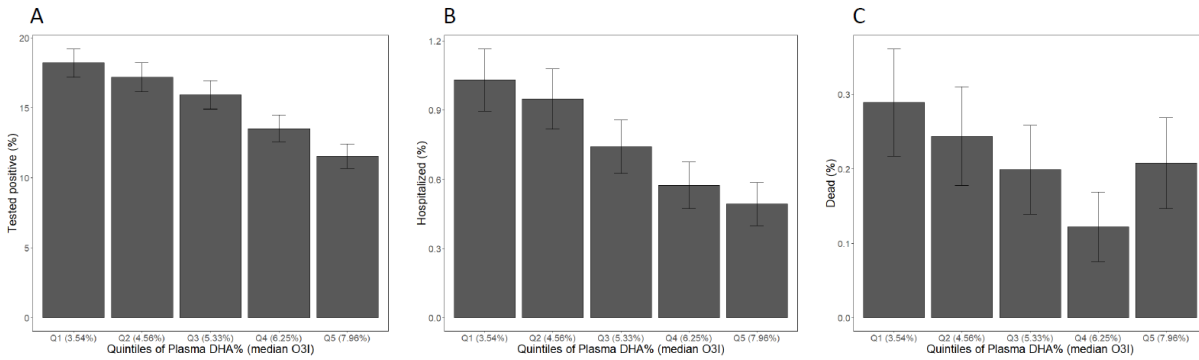 A
B
C
Tested positive (%)
20
15
10
5
0
Q1 (3.54%) Q2 (4.56%) Q3 (5.33%) Q4 (6.25%) Q5 (7.96%)
Quintiles of Plasma DHA% (median O3I)
Hospitalized (%)
1.2
0.9
0.6
0.3
0.0
Q1 (3.54%) Q2 (4.56%) Q3 (5.33%) Q4 (6.25%) Q5 (7.96%)
Quintiles of Plasma DHA% (median O3I)
Dead (%)
0.3
0.2
0.1
0.0
Q1 (3.54%) Q2 (4.56%) Q3 (5.33%) Q4 (6.25%) Q5 (7.96%)
Quintiles of Plasma DHA% (median O3I)